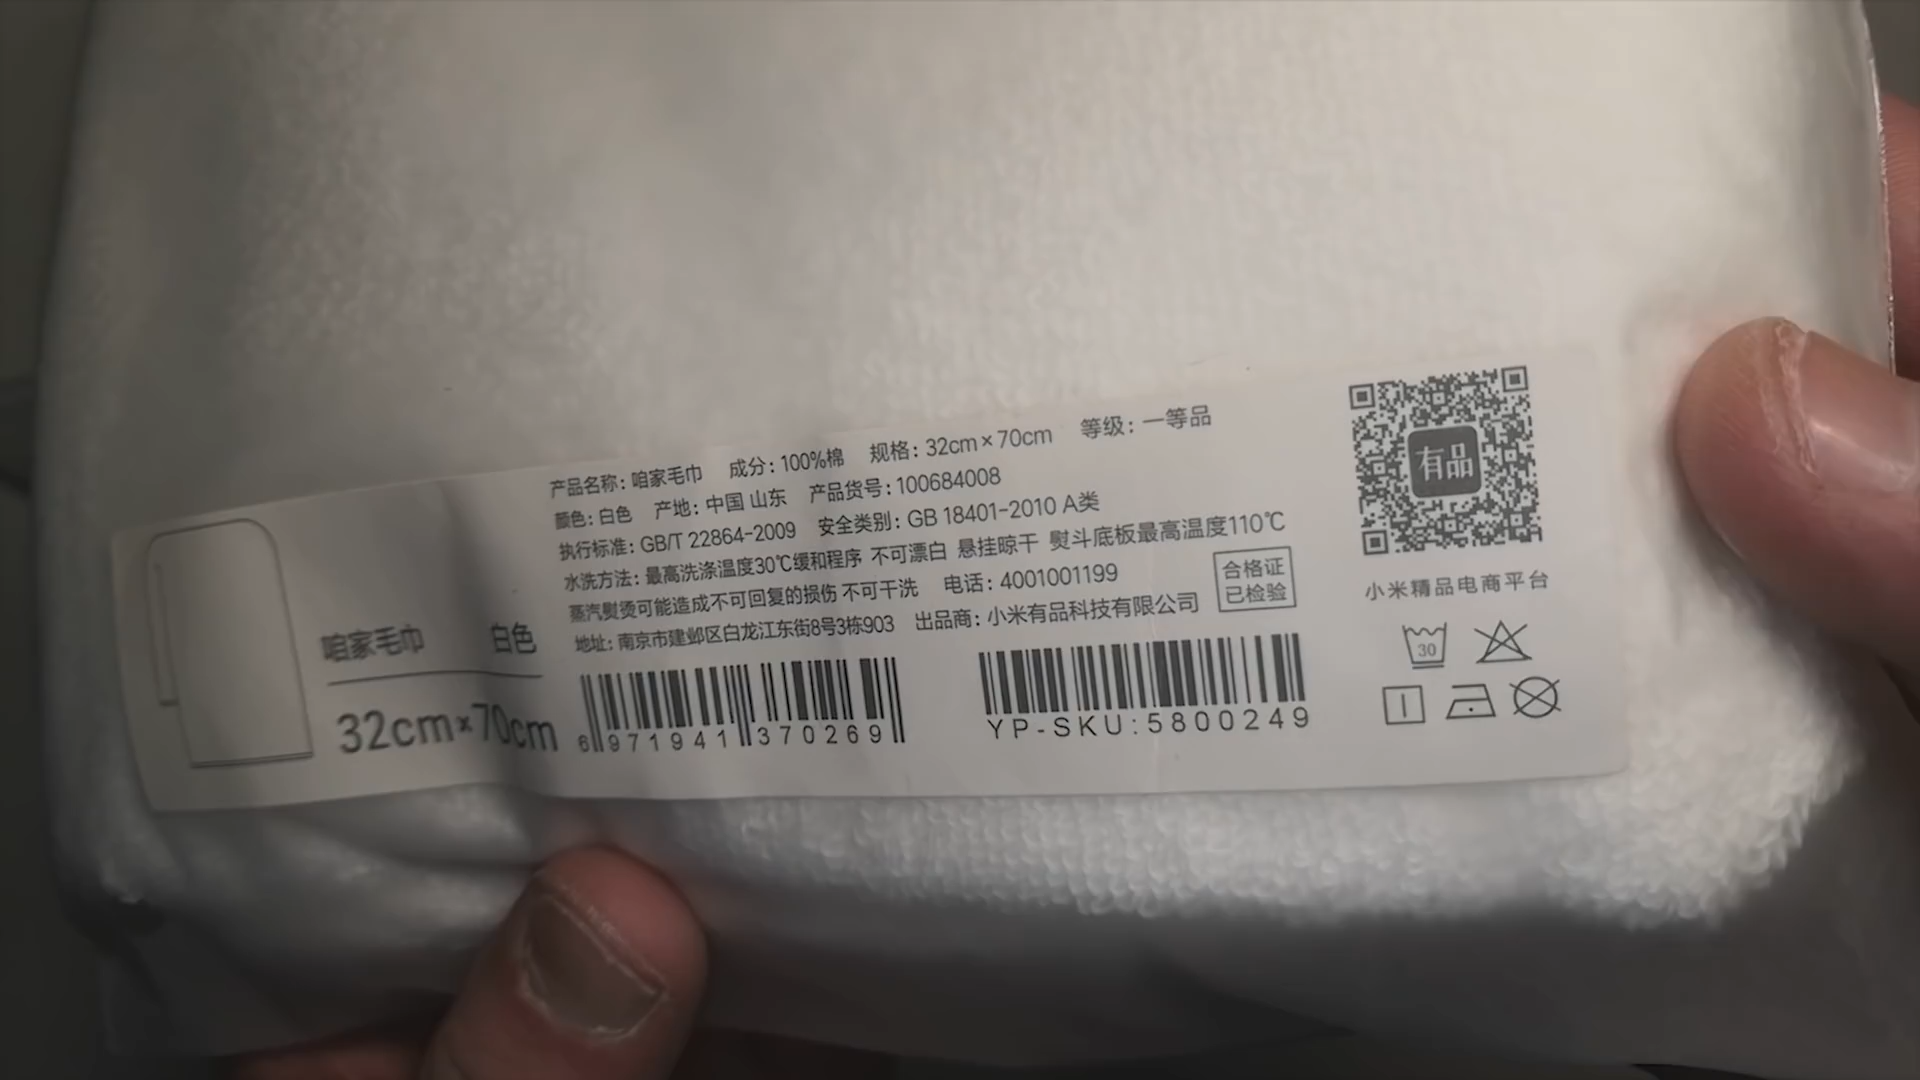 咱家毛巾 白色
32cm×70cm
产品名称: 咱家毛巾 成分: 100%棉 规格: 32cm×70cm 等级: 一等品
颜色: 白色 产地: 中国 山东 产品货号: 100684008
执行标准: GB/T 22864-2009 安全类别: GB 18401-2010 A类
水洗方法: 最高洗涤温度30℃缓和程序 不可漂白 悬挂晾干 熨斗底板最高温度110℃
蒸汽熨烫可能造成不可回复的损伤 不可干洗 电话: 4001001199
地址: 南京市建邺区白龙江东街8号3栋903 出品商: 小米有品科技有限公司
合格证
已检验
6 971941 370269
YP-SKU:5800249
有品
小米精品电商平台
30